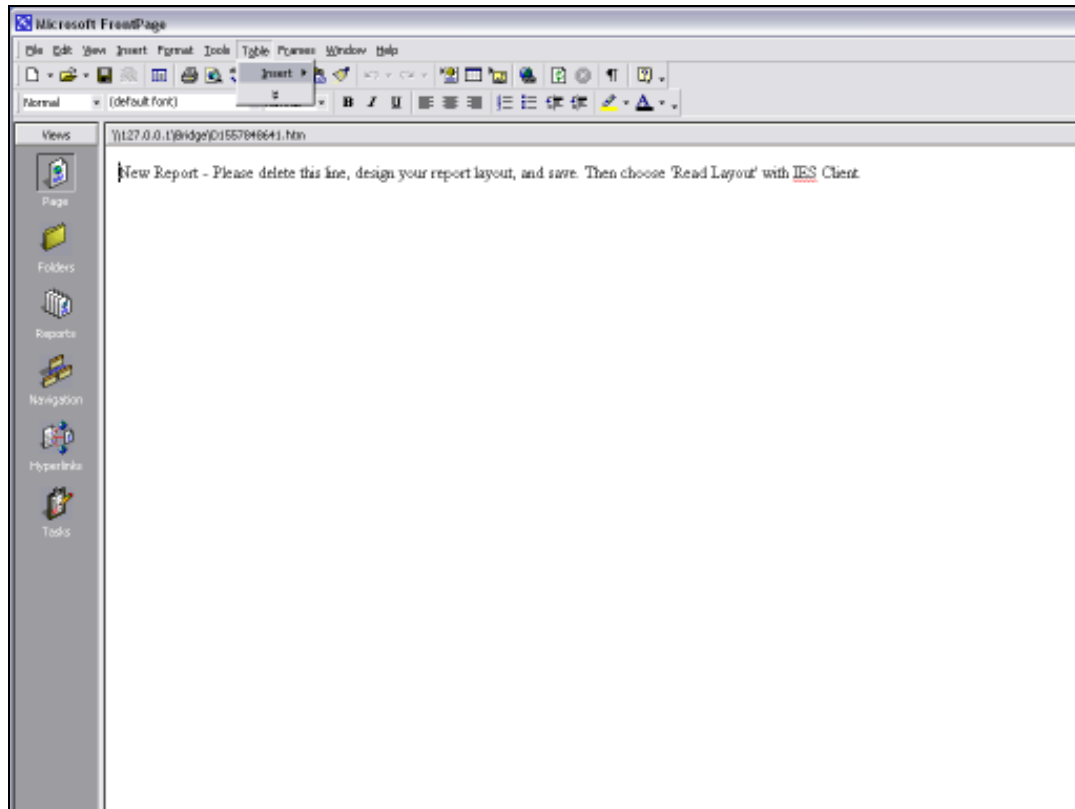 Microsoft FrontPage
File Edit View Insert Format Tools Table Frames Window Help
Insert
Normal (default font) B I U A
Views \\127.0.0.1\Bridge\D1557848641.htm
New Report - Please delete this line, design your report layout, and save. Then choose 'Read Layout' with IES Client.
Page
Folders
Reports
Navigation
Hyperlinks
Tasks